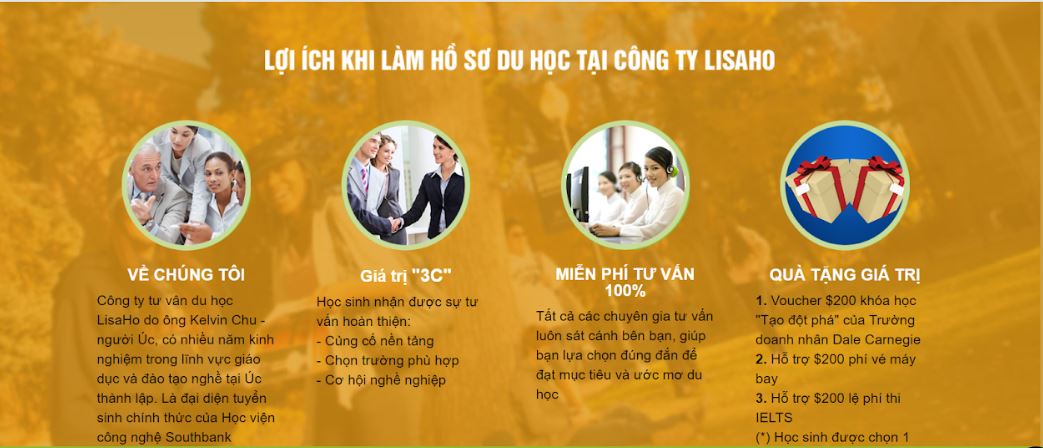 LỢI ÍCH KHI LÀM HỒ SƠ DU HỌC TẠI CÔNG TY LISAHO
VỀ CHÚNG TÔI
Công ty tư vân du học
LisaHo do ông Kelvin Chu -
người Úc, có nhiều năm kinh
nghiệm trong lĩnh vực giáo
dục và đào tạo nghề tại Úc
thành lập. Là đại diện tuyển
sinh chính thức của Học viện
công nghệ Southbank
Giá trị "3C"
Học sinh nhận được sự tư
vấn hoàn thiện:
- Củng cố nền tảng
- Chọn trường phù hợp
- Cơ hội nghề nghiệp
MIỄN PHÍ TƯ VẤN
100%
Tất cả các chuyên gia tư vấn
luôn sát cánh bên bạn, giúp
bạn lựa chọn đúng đắn để
đạt mục tiêu và ước mơ du
học
QUÀ TẶNG GIÁ TRỊ
1. Voucher $200 khóa học
"Tạo đột phá" của Trường
doanh nhân Dale Carnegie
2. Hỗ trợ $200 phí vé máy
bay
3. Hỗ trợ $200 lệ phí thi
IELTS
(*) Học sinh được chọn 1